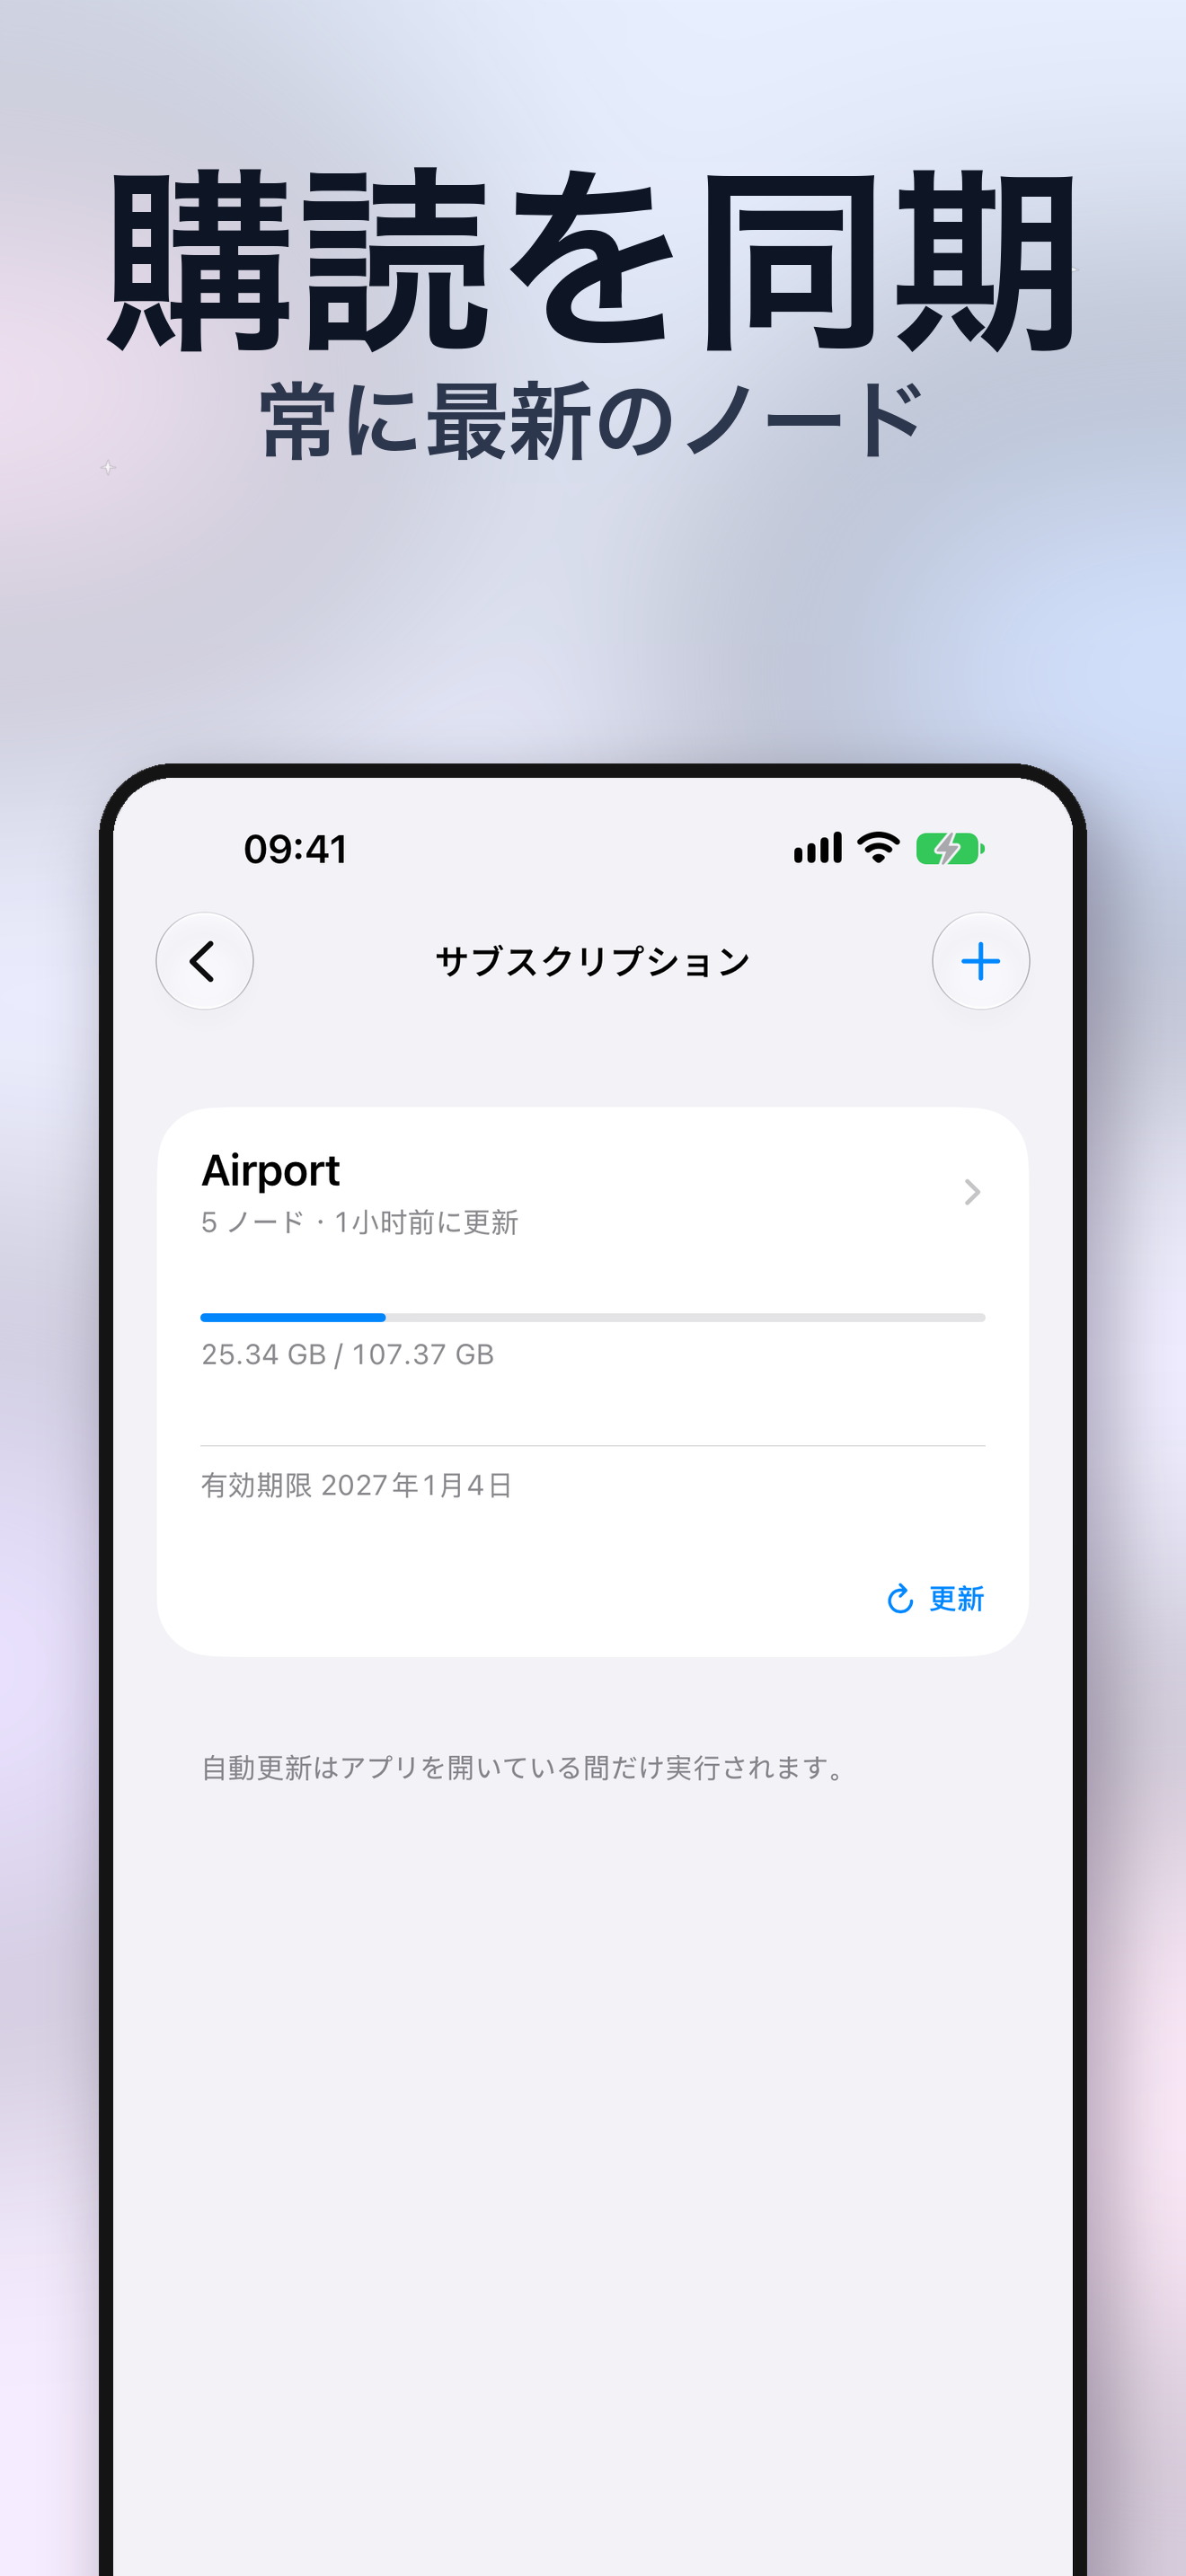 購読を同期
常に最新のノード
09:41
サブスクリプション
Airport
5 ノード · 1小时前に更新
25.34 GB / 107.37 GB
有効期限 2027年1月4日
更新
自動更新はアプリを開いている間だけ実行されます。